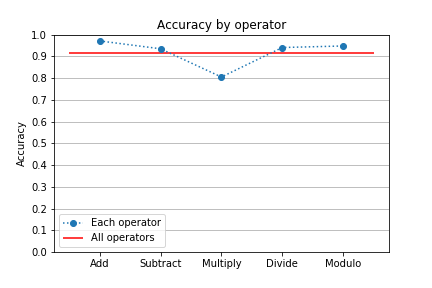 Accuracy by operator
1.0
0.9
0.8
0.7
0.6
0.5
0.4
0.3
0.2
0.1
0.0
Accuracy
Each operator
All operators
Add Subtract Multiply Divide Modulo